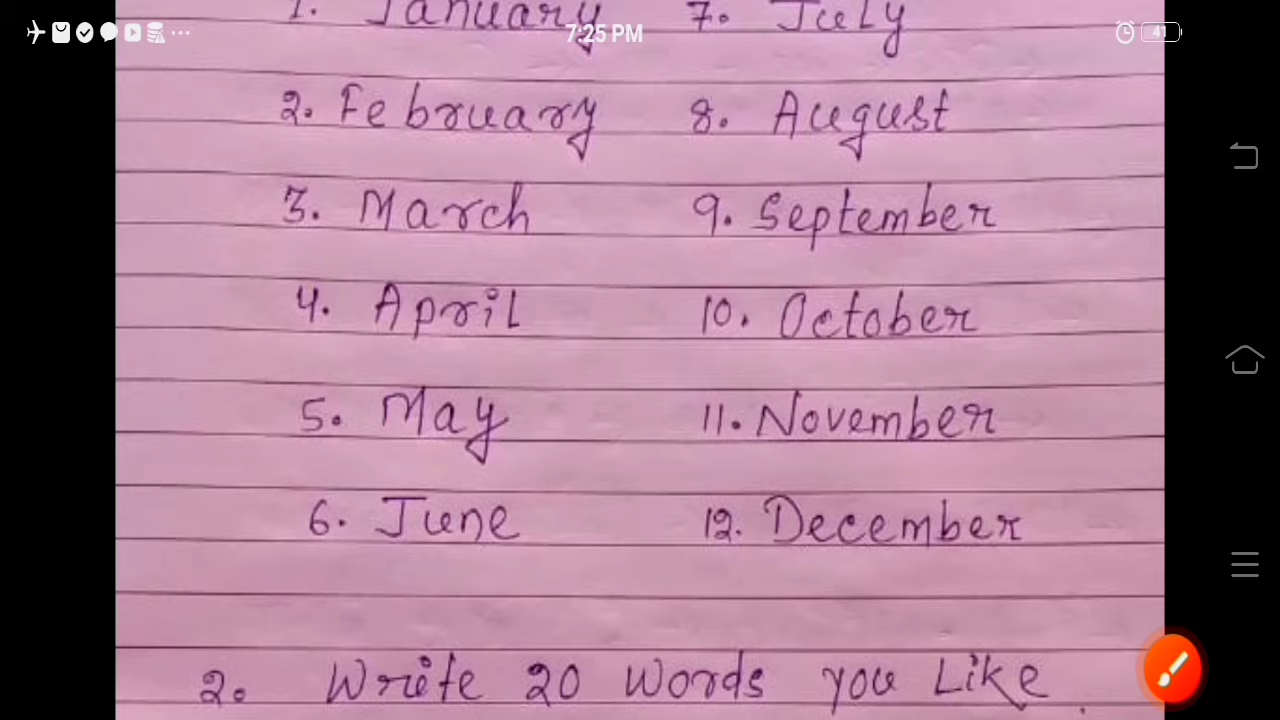 1. January 7. July
7:25 PM 41
2. February 8. August
3. March 9. September
4. April 10. October
5. May 11. November
6. June 12. December
2. Write 20 words you Like